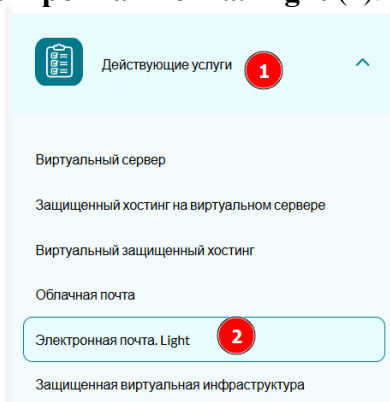 Действующие услуги 1
Виртуальный сервер
Защищенный хостинг на виртуальном сервере
Виртуальный защищенный хостинг
Облачная почта
Электронная почта. Light 2
Защищенная виртуальная инфраструктура